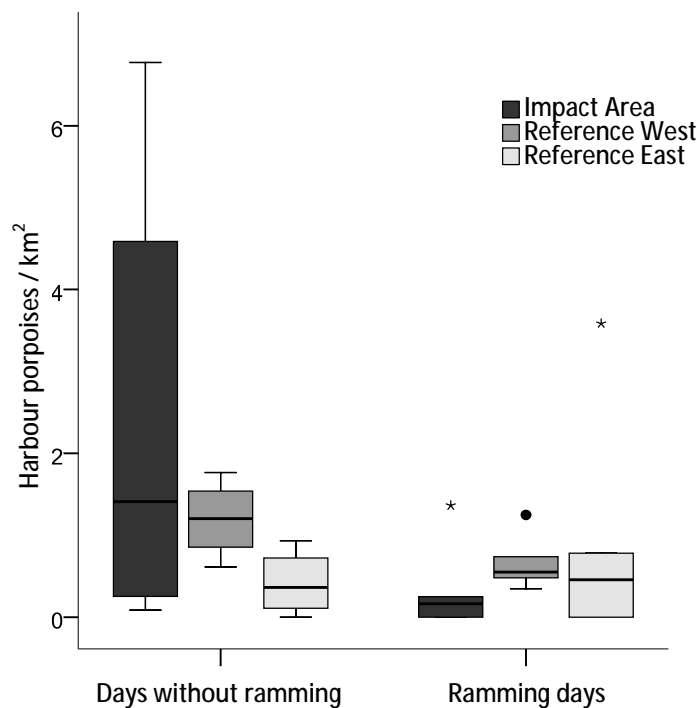 Harbour porpoises / km²
6
4
2
0
Impact Area
Reference West
Reference East
Days without ramming
Ramming days